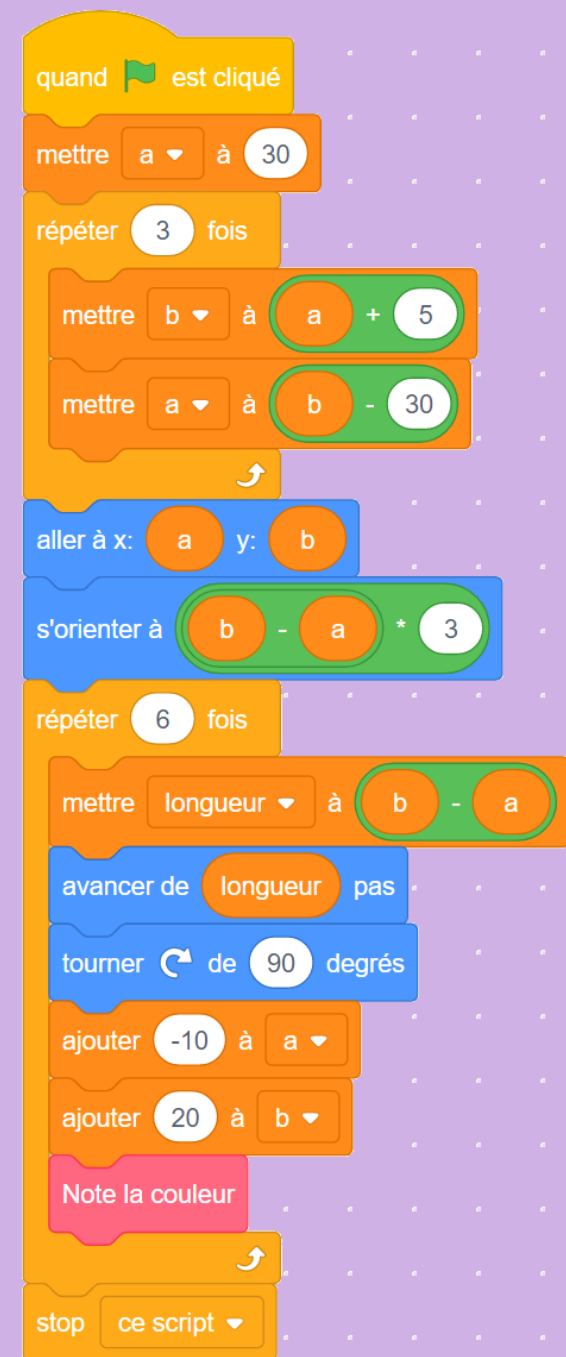 quand est cliqué
mettre a à 30
répéter 3 fois
mettre b à a + 5
mettre a à b - 30
aller à x: a y: b
s'orienter à b - a * 3
répéter 6 fois
mettre longueur à b - a
avancer de longueur pas
tourner de 90 degrés
ajouter -10 à a
ajouter 20 à b
Note la couleur
stop ce script